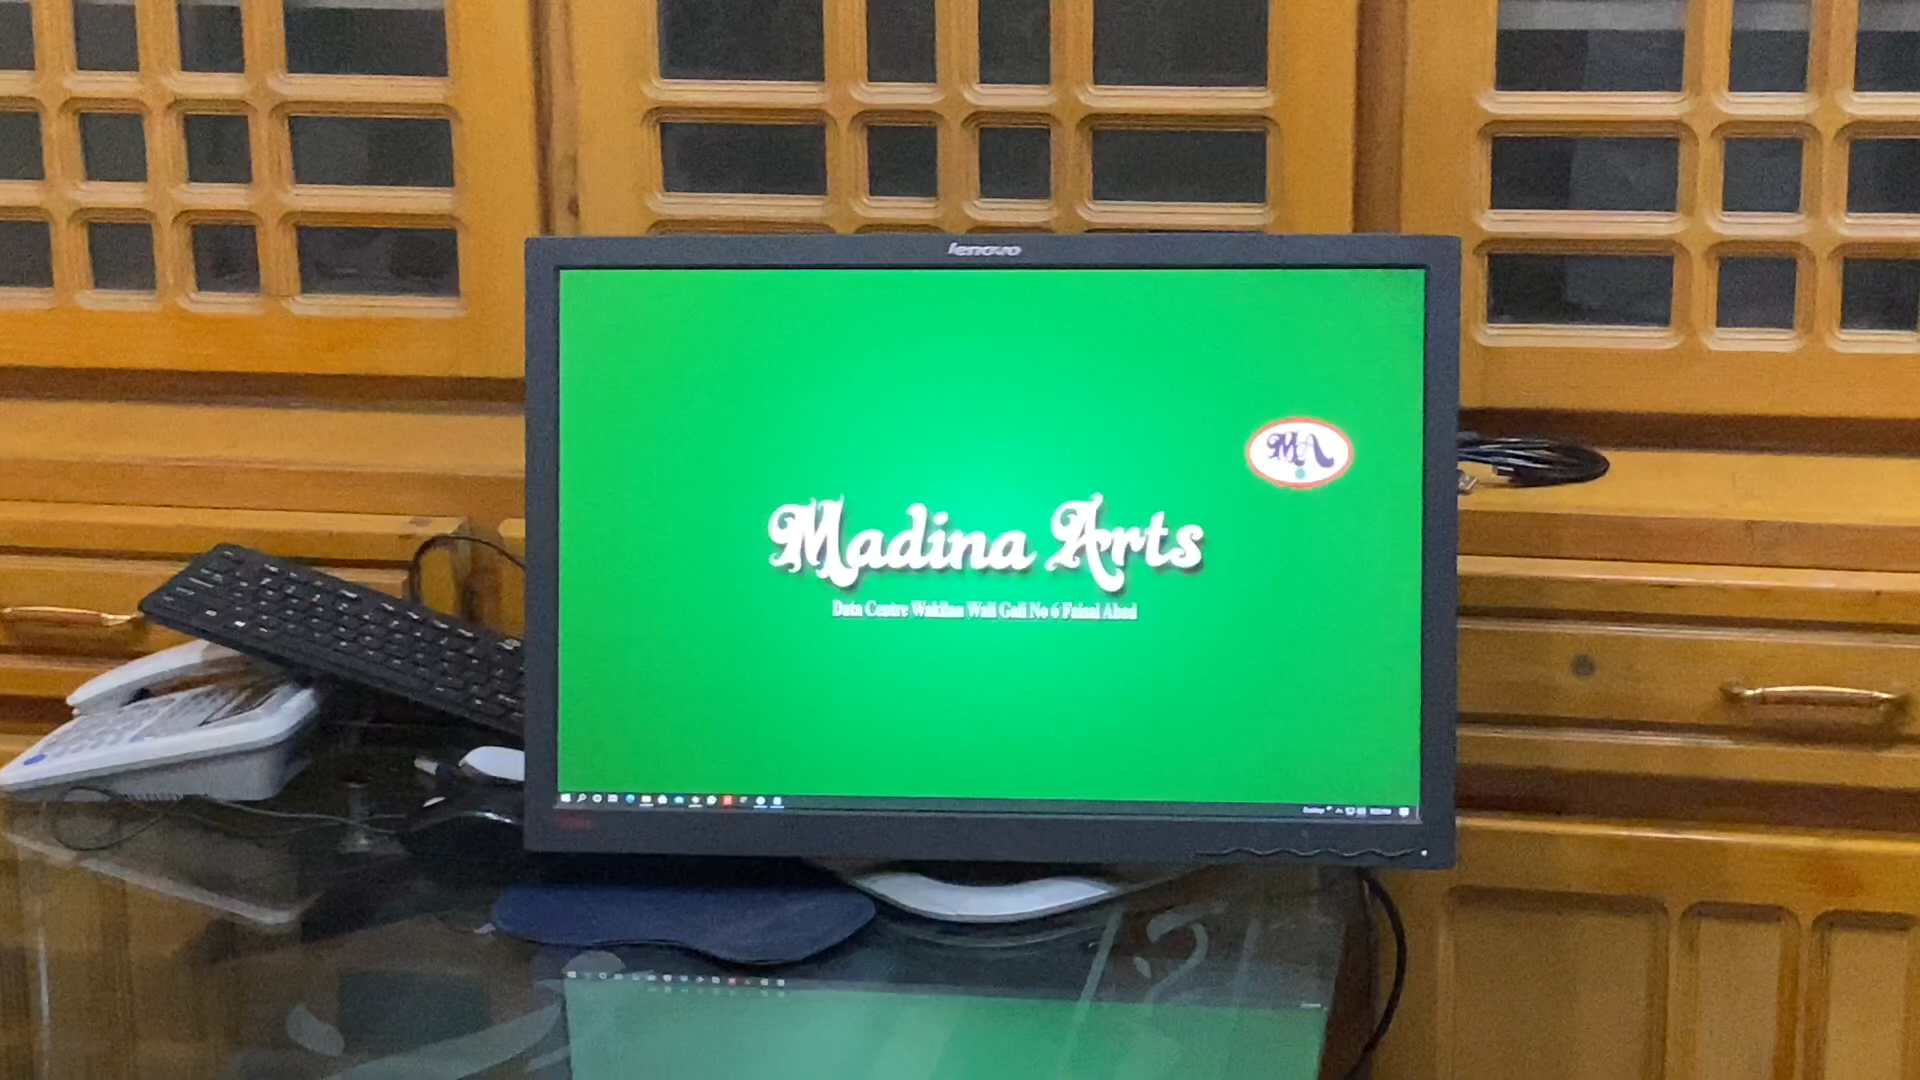 lenovo
MA
Madina Arts
Data Centre Wakilan Wali Gali No 6 Faisal Abad